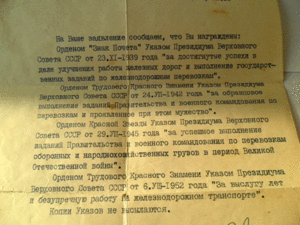 На Ваше заявление сообщаем, что Вы награждены:
Орденом "Знак Почета" Указом Президиума Верховного
Совета СССР от 23.XI-1939 года "за достигнутые успехи в
деле улучшения работы железных дорог и выполнение государст-
венных заданий по железнодорожным перевозкам".
Орденом Трудового Красного Знамени Указом Президиума
Верховного Совета СССР от 24.VII-1942 года "за образцовое
выполнение заданий Правительства и военного командования по
перевозкам и проявленное при этом мужество".
Орденом Красной Звезды Указом Президиума Верховного
Совета СССР от 29.VII-1945 года "за успешное выполнение
заданий Правительства и военного командования по перевозкам
оборонных и народнохозяйственных грузов в период Великой
Отечественной войны".
Орденом Трудового Красного Знамени Указом Президиума
Верховного Совета СССР от 6.УШ-1952 года "За выслугу лет
и безупречную работу на железнодорожном транспорте".
Копии Указов не высылаются.